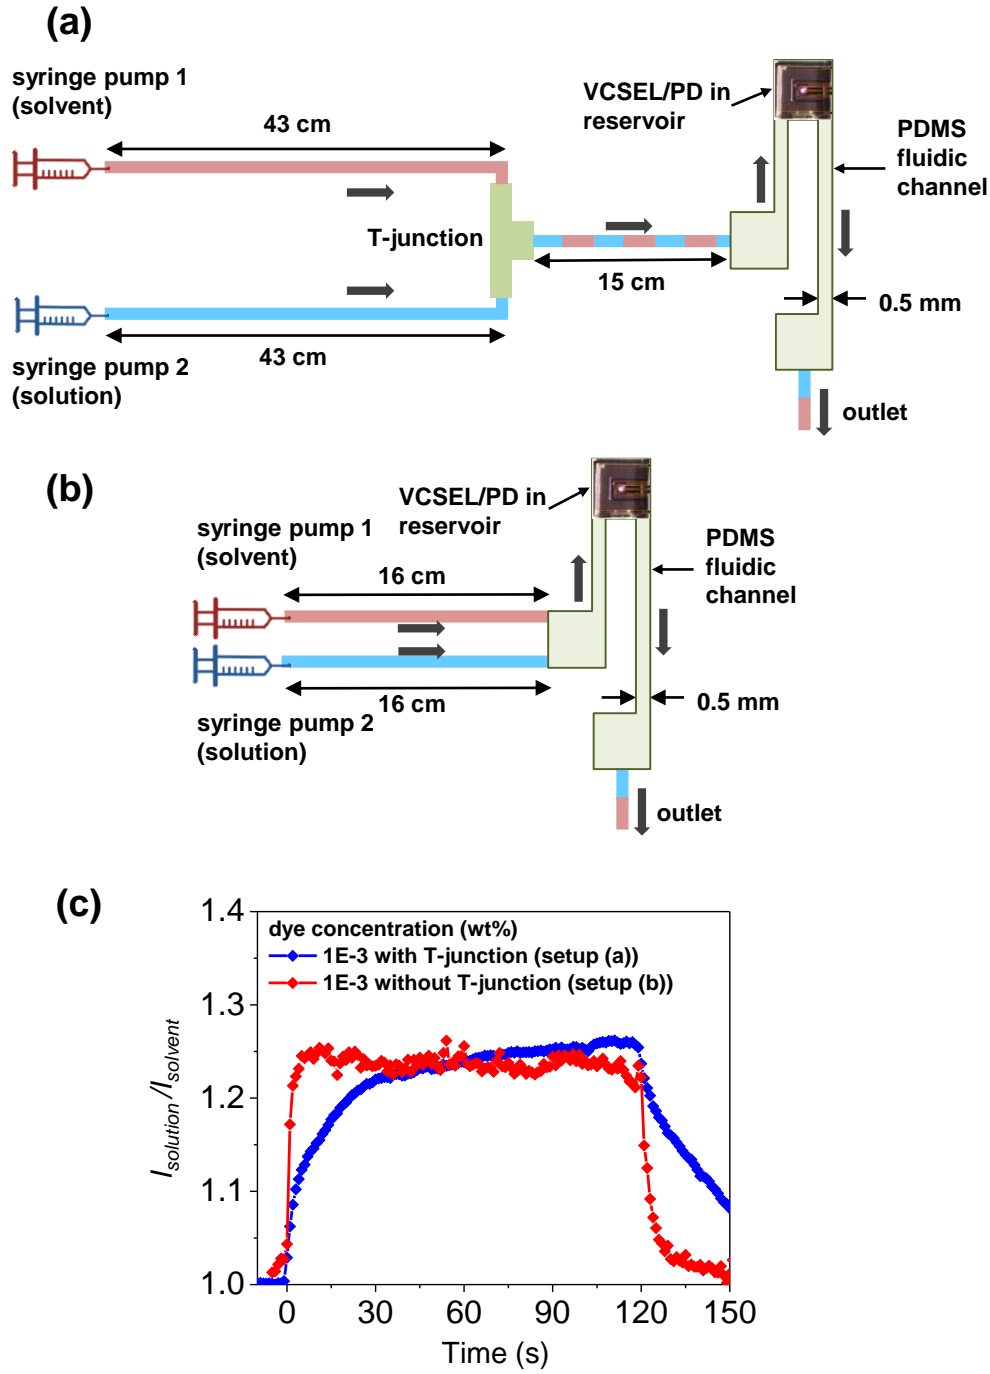 (a)
syringe pump 1
(solvent)
43 cm
VCSEL/PD in
reservoir
PDMS
fluidic
channel
T-junction
15 cm
0.5 mm
43 cm
syringe pump 2
(solution)
outlet
(b)
VCSEL/PD in
reservoir
syringe pump 1
(solvent)
PDMS
fluidic
channel
16 cm
16 cm
0.5 mm
syringe pump 2
(solution)
outlet
(c)
dye concentration (wt%)
1E-3 with T-junction (setup (a))
1E-3 without T-junction (setup (b))
I_solution/I_solvent
1.4
1.3
1.2
1.1
1.0
0 30 60 90 120 150
Time (s)